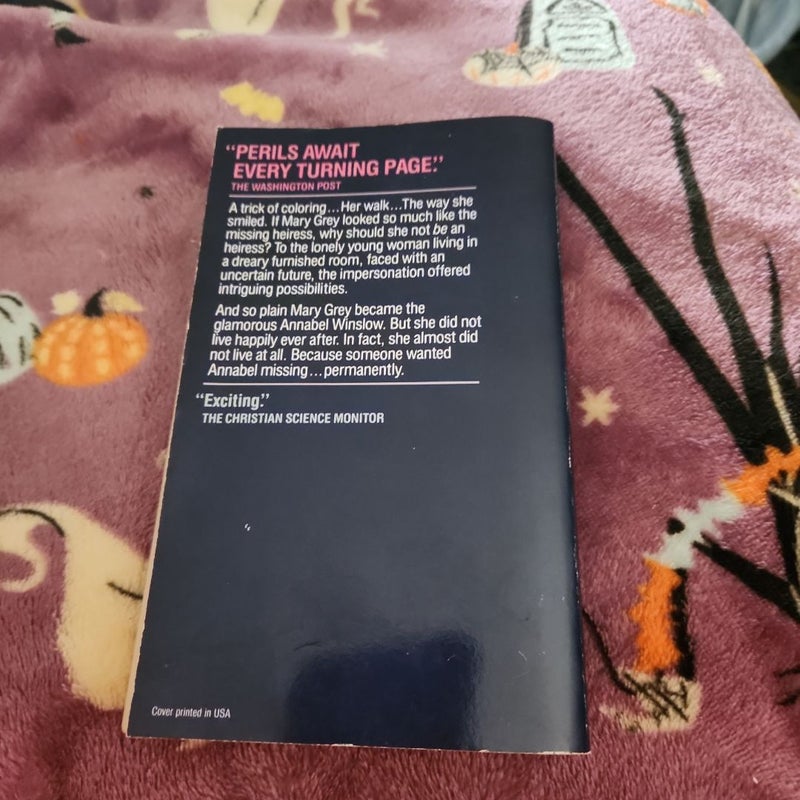 “PERILS AWAIT
EVERY TURNING PAGE.”
THE WASHINGTON POST
A trick of coloring...Her walk...The way she
smiled. If Mary Grey looked so much like the
missing heiress, why should she not be an
heiress? To the lonely young woman living in
a dreary furnished room, faced with an
uncertain future, the impersonation offered
intriguing possibilities.
And so plain Mary Grey became the
glamorous Annabel Winslow. But she did not
live happily ever after. In fact, she almost did
not live at all. Because someone wanted
Annabel missing...permanently.
“Exciting.”
THE CHRISTIAN SCIENCE MONITOR
Cover printed in USA